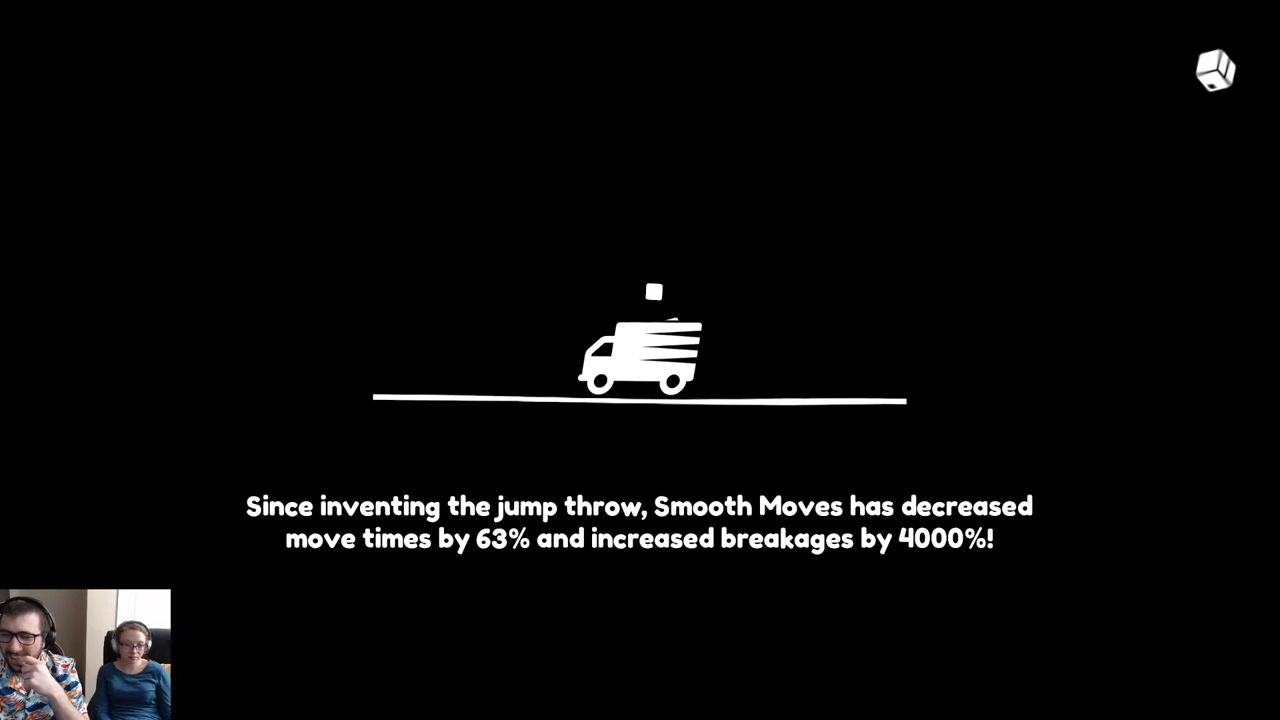 Since inventing the jump throw, Smooth Moves has decreased
move times by 63% and increased breakages by 4000%!